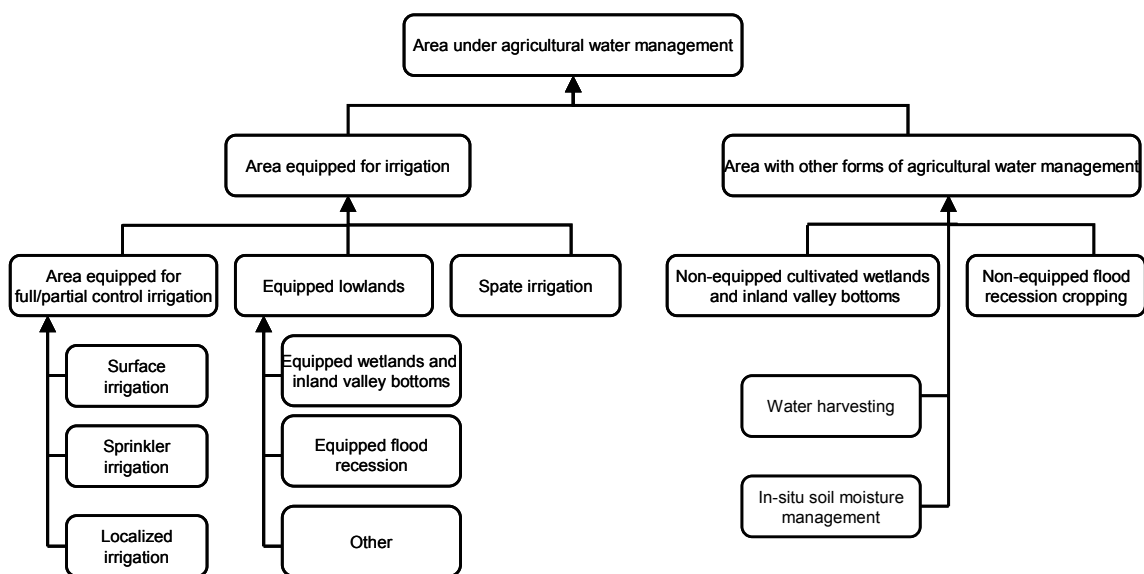 Area under agricultural water management
Area equipped for irrigation
Area with other forms of agricultural water management
Area equipped for
full/partial control irrigation
Equipped lowlands
Spate irrigation
Non-equipped cultivated wetlands
and inland valley bottoms
Non-equipped flood
recession cropping
Surface
irrigation
Sprinkler
irrigation
Localized
irrigation
Equipped wetlands and
inland valley bottoms
Equipped flood
recession
Other
Water harvesting
In-situ soil moisture
management